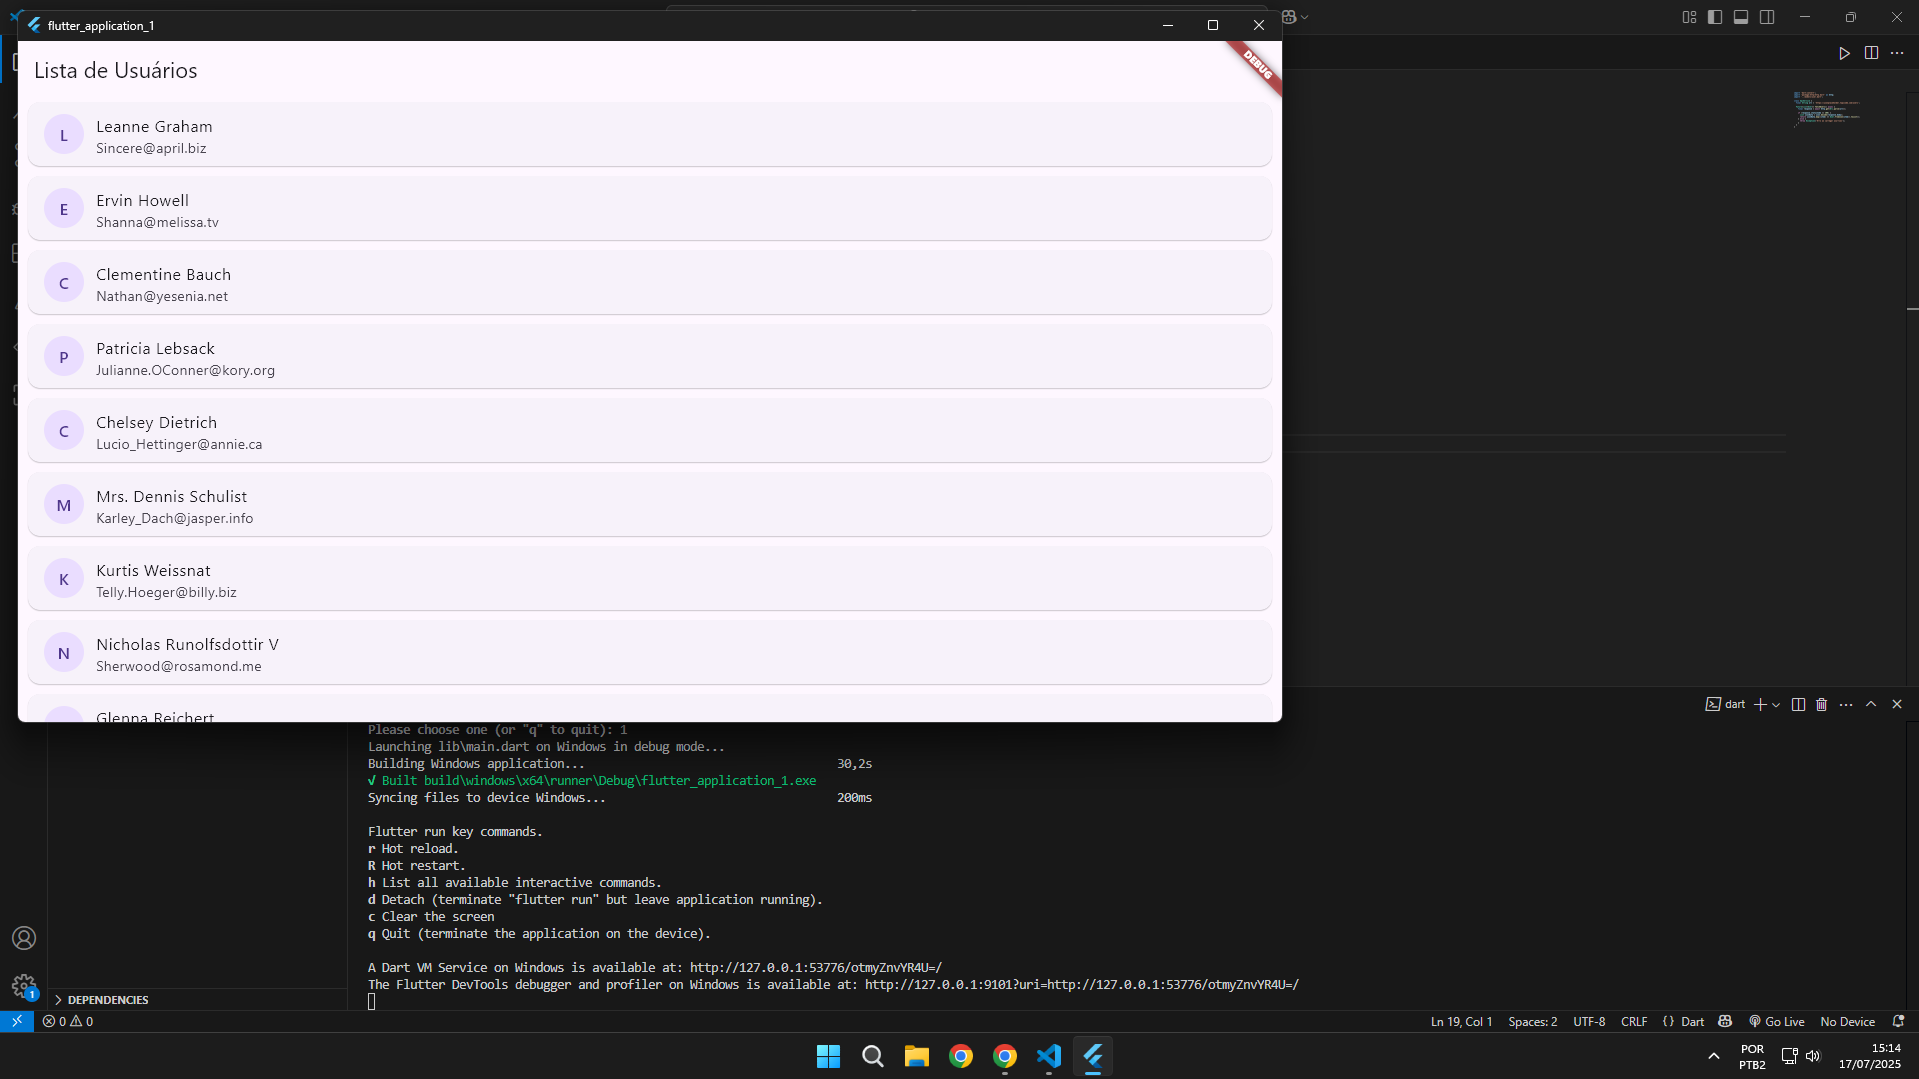 flutter_application_1
Lista de Usuários
DEBUG
L
Leanne Graham
Sincere@april.biz
E
Ervin Howell
Shanna@melissa.tv
C
Clementine Bauch
Nathan@yesenia.net
P
Patricia Lebsack
Julianne.OConner@kory.org
C
Chelsey Dietrich
Lucio_Hettinger@annie.ca
M
Mrs. Dennis Schulist
Karley_Dach@jasper.info
K
Kurtis Weissnat
Telly.Hoeger@billy.biz
N
Nicholas Runolfsdottir V
Sherwood@rosamond.me
Glenna Reichert
dart
Please choose one (or "q" to quit): 1
Launching lib\main.dart on Windows in debug mode...
Building Windows application... 30,2s
√ Built build\windows\x64\runner\Debug\flutter_application_1.exe
Syncing files to device Windows... 200ms
Flutter run key commands.
r Hot reload.
R Hot restart.
h List all available interactive commands.
d Detach (terminate "flutter run" but leave application running).
c Clear the screen
q Quit (terminate the application on the device).
A Dart VM Service on Windows is available at: http://127.0.0.1:53776/otmyZnvYR4U=/
The Flutter DevTools debugger and profiler on Windows is available at: http://127.0.0.1:9101?uri=http://127.0.0.1:53776/otmyZnvYR4U=/
1
DEPENDENCIES
0 0
Ln 19, Col 1 Spaces: 2 UTF-8 CRLF {} Dart Go Live No Device
POR
PTB2
15:14
17/07/2025